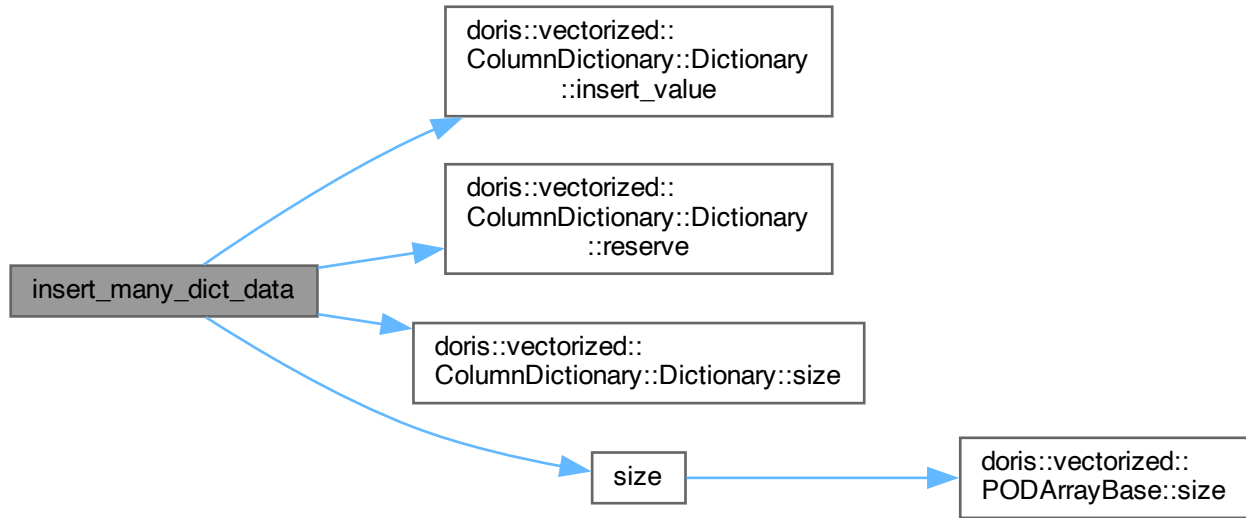 doris::vectorized::
ColumnDictionary::Dictionary
::insert_value
doris::vectorized::
ColumnDictionary::Dictionary
::reserve
insert_many_dict_data
doris::vectorized::
ColumnDictionary::Dictionary::size
size
doris::vectorized::
PODArrayBase::size